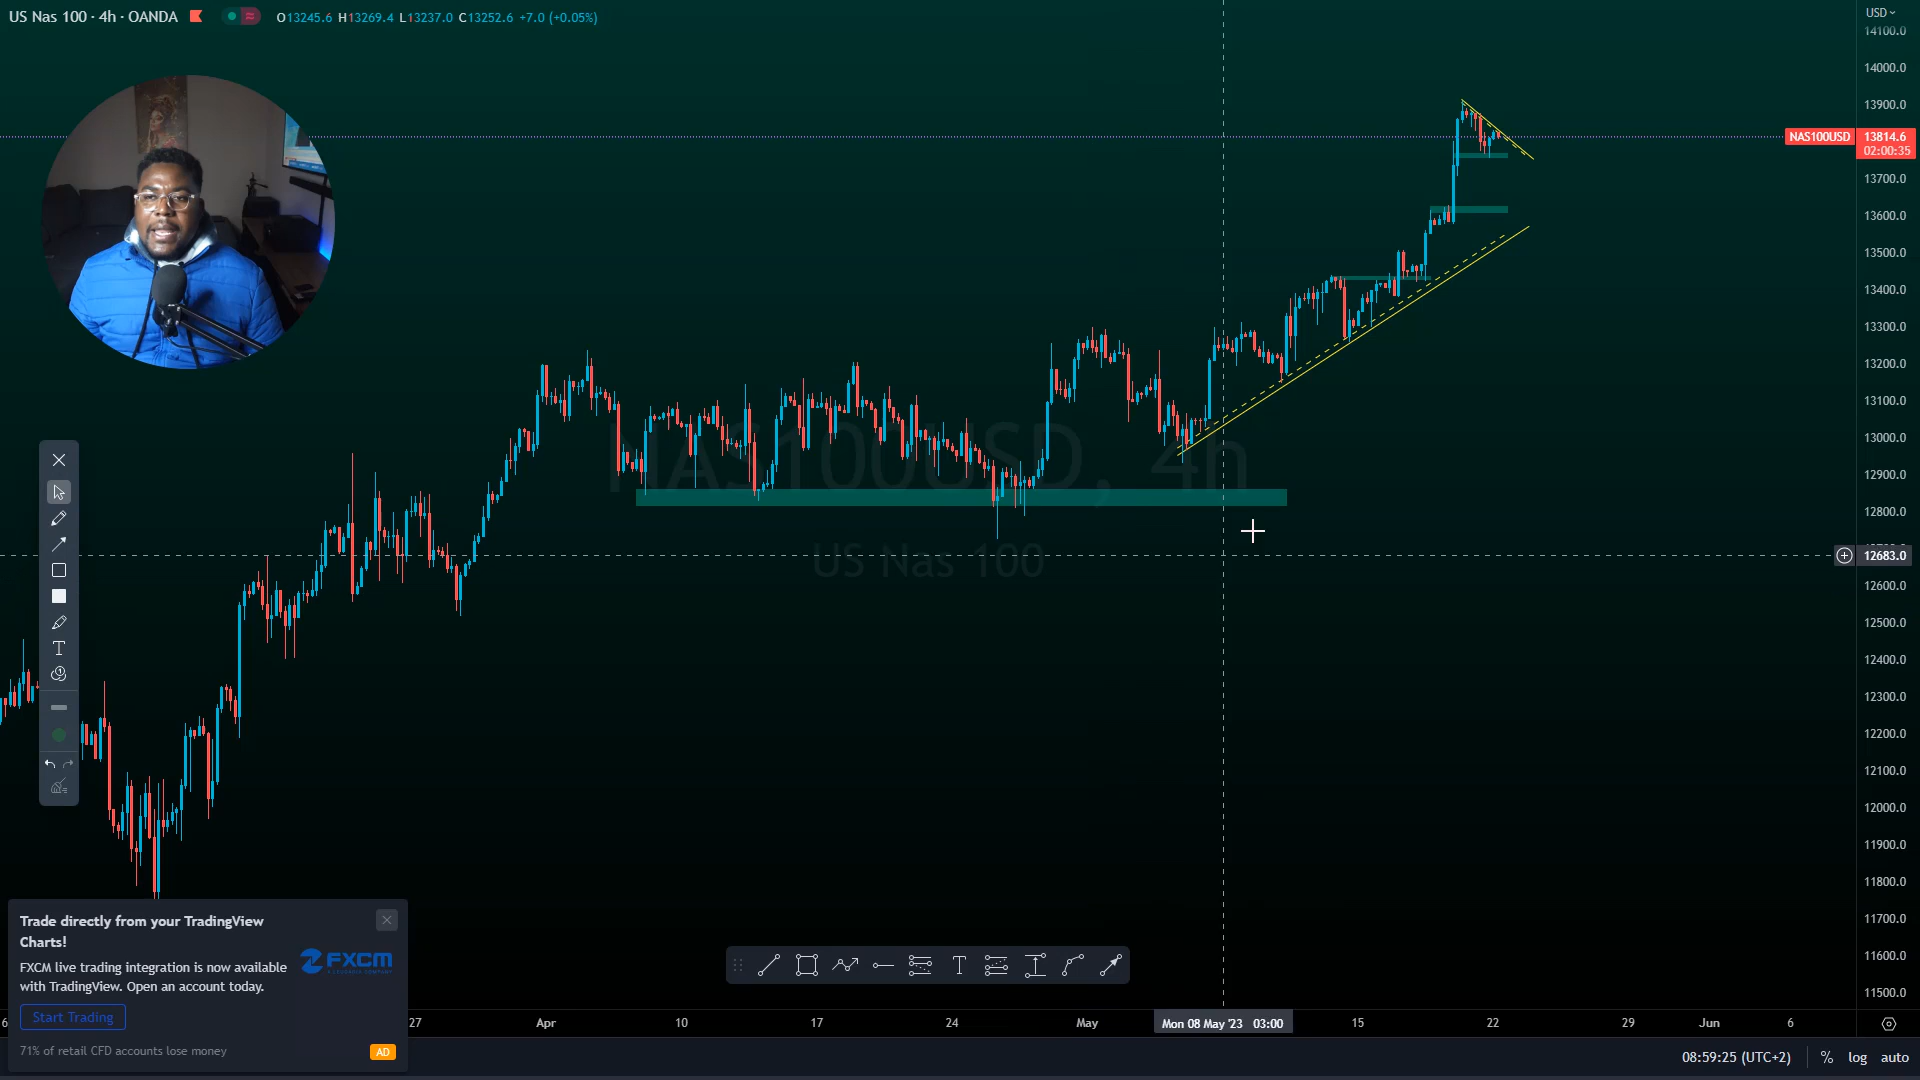 US Nas 100 · 4h · OANDA
O13245.6 H13269.4 L13237.0 C13252.6 +7.0 (+0.05%)
USD
14100.0
14000.0
13900.0
NAS100USD 13814.6
02:00:35
13700.0
13600.0
13500.0
13400.0
13300.0
13200.0
13100.0
13000.0
12900.0
12800.0
12683.0
12600.0
12500.0
12400.0
12300.0
12200.0
12100.0
12000.0
11900.0
11800.0
11700.0
11600.0
11500.0
NAS100USD, 4h
US Nas 100
Trade directly from your TradingView
Charts!
FXCM
FXCM live trading integration is now available
with TradingView. Open an account today.
Start Trading
71% of retail CFD accounts lose money
AD
6 27 Apr 10 17 24 May Mon 08 May '23 03:00 15 22 29 Jun 6
08:59:25 (UTC+2) % log auto